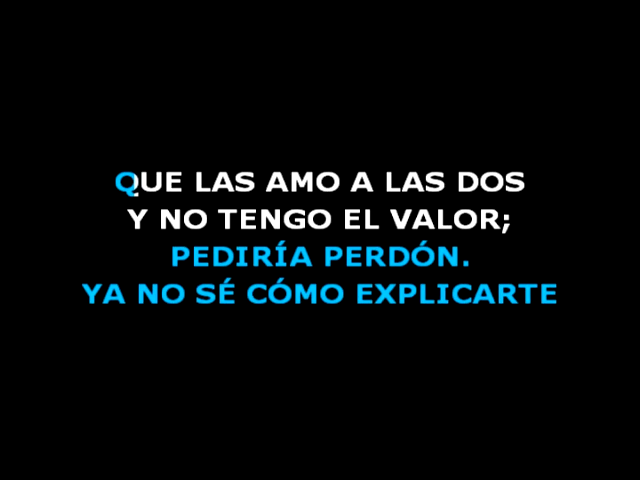 QUE LAS AMO A LAS DOS
Y NO TENGO EL VALOR;
PEDIRÍA PERDÓN.
YA NO SÉ CÓMO EXPLICARTE